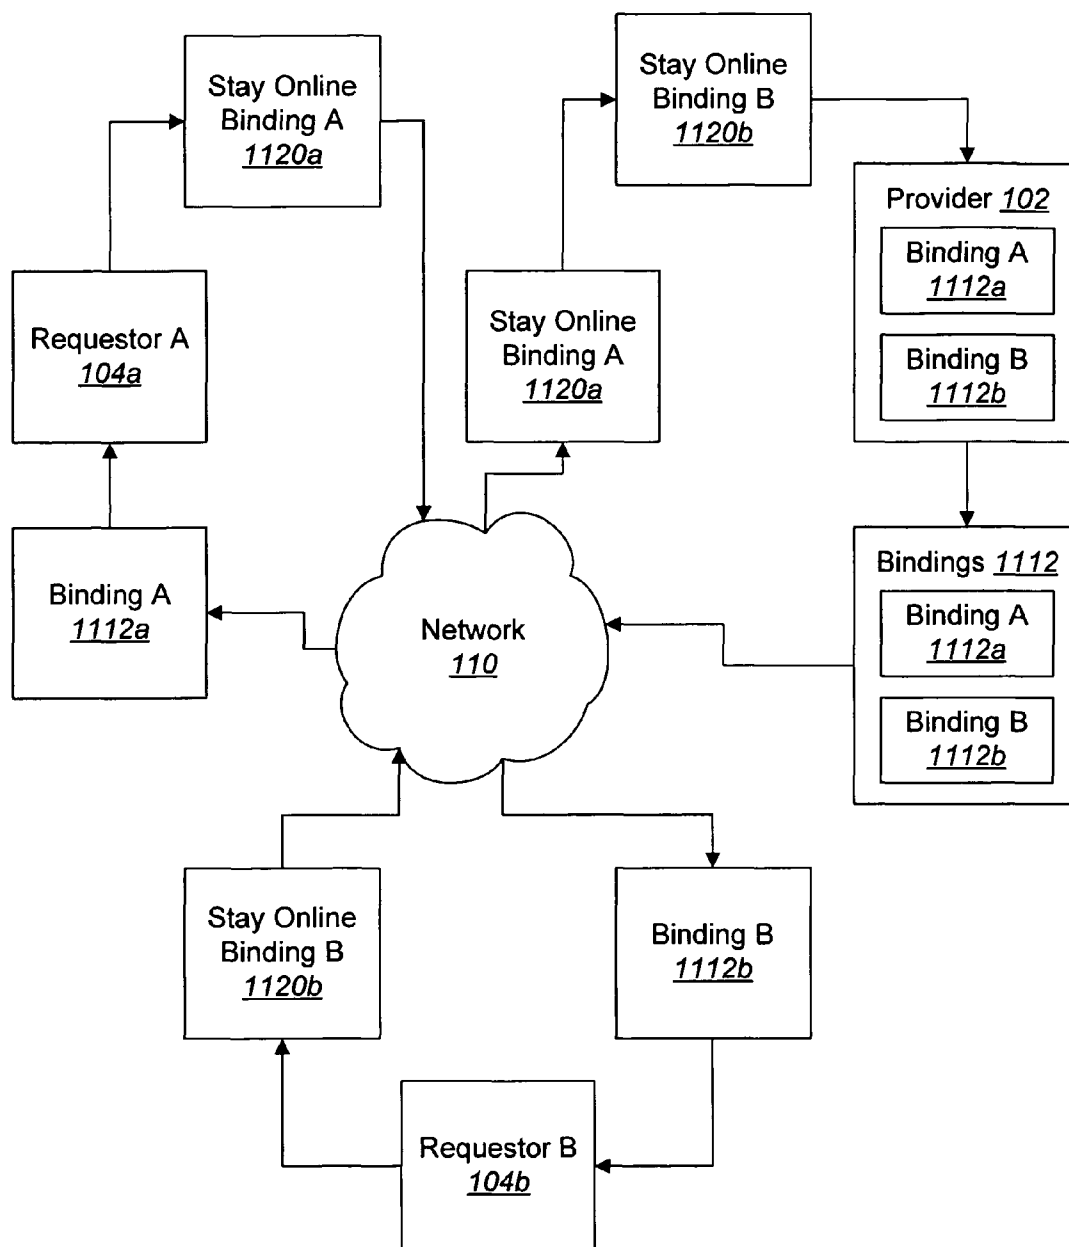 Stay Online
Binding A
1120a
Stay Online
Binding B
1120b
Provider 102
Binding A
1112a
Binding B
1112b
Requestor A
104a
Stay Online
Binding A
1120a
Binding A
1112a
Network
110
Bindings 1112
Binding A
1112a
Binding B
1112b
Stay Online
Binding B
1120b
Binding B
1112b
Requestor B
104b